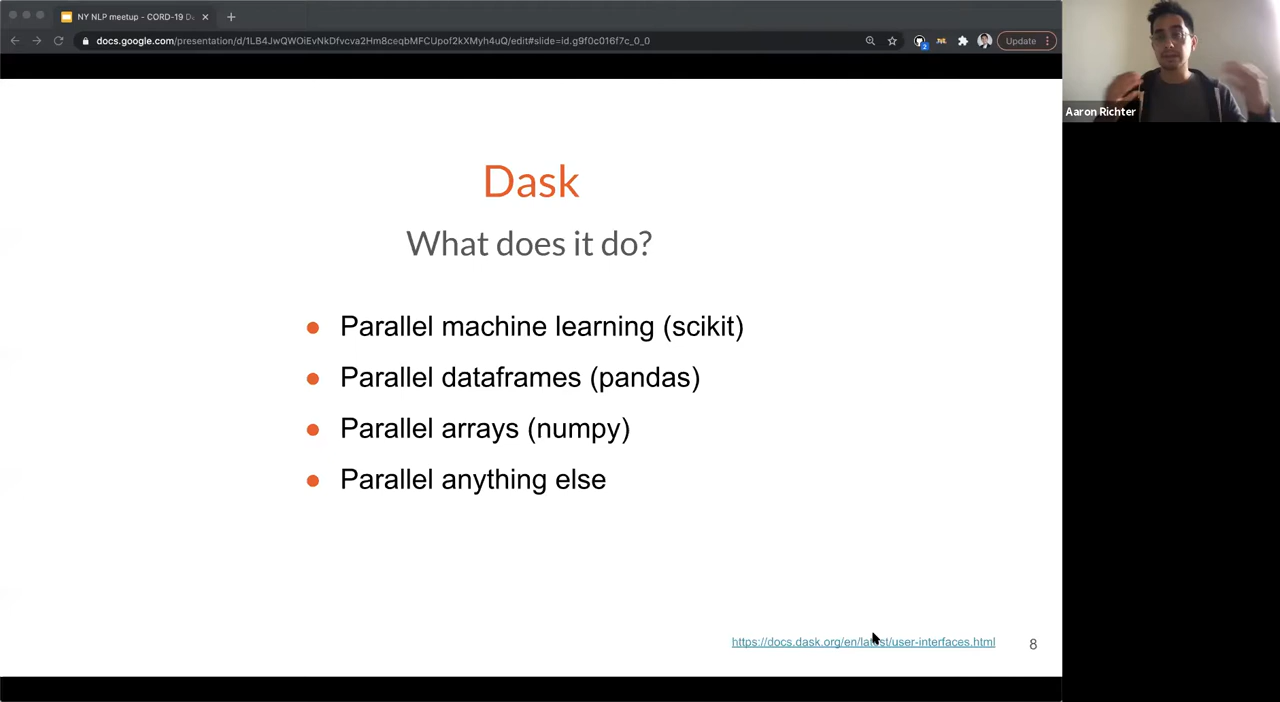 NY NLP meetup - CORD-19 Da
docs.google.com/presentation/d/1LB4JwQWOiEvNkDfvcva2Hm8ceqbMFCUpof2kXMyh4uQ/edit#slide=id.g9f0c016f7c_0_0
2
Update
Aaron Richter
Dask
What does it do?
● Parallel machine learning (scikit)
● Parallel dataframes (pandas)
● Parallel arrays (numpy)
● Parallel anything else
https://docs.dask.org/en/latest/user-interfaces.html
8